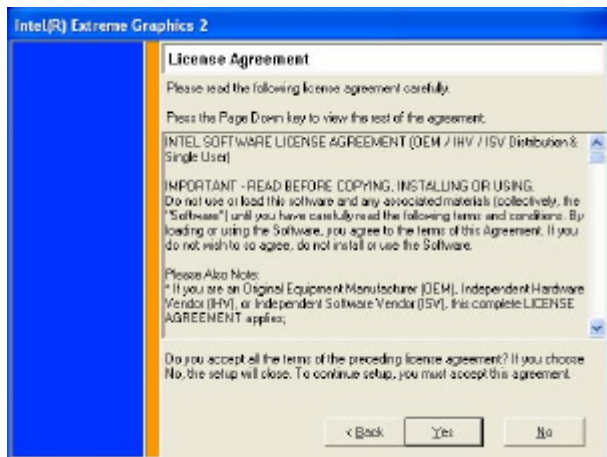 Intel(R) Extreme Graphics 2
License Agreement
Please read the following license agreement carefully.
Press the Page Down key to view the rest of the agreement.
INTEL SOFTWARE LICENSE AGREEMENT (OEM / IHV / ISV Distribution &
Single User)
IMPORTANT - READ BEFORE COPYING, INSTALLING OR USING.
Do not use or load this software and any associated materials (collectively, the
"Software") until you have carefully read the following terms and conditions. By
loading or using the Software, you agree to the terms of this Agreement. If you
do not wish to so agree, do not install or use the Software.
Please Also Note:
* If you are an Original Equipment Manufacturer (OEM), Independent Hardware
Vendor (IHV), or Independent Software Vendor (ISV), this complete LICENSE
AGREEMENT applies;
Do you accept all the terms of the preceding license agreement? If you choose
No, the setup will close. To continue setup, you must accept this agreement.
< Back
Yes
No